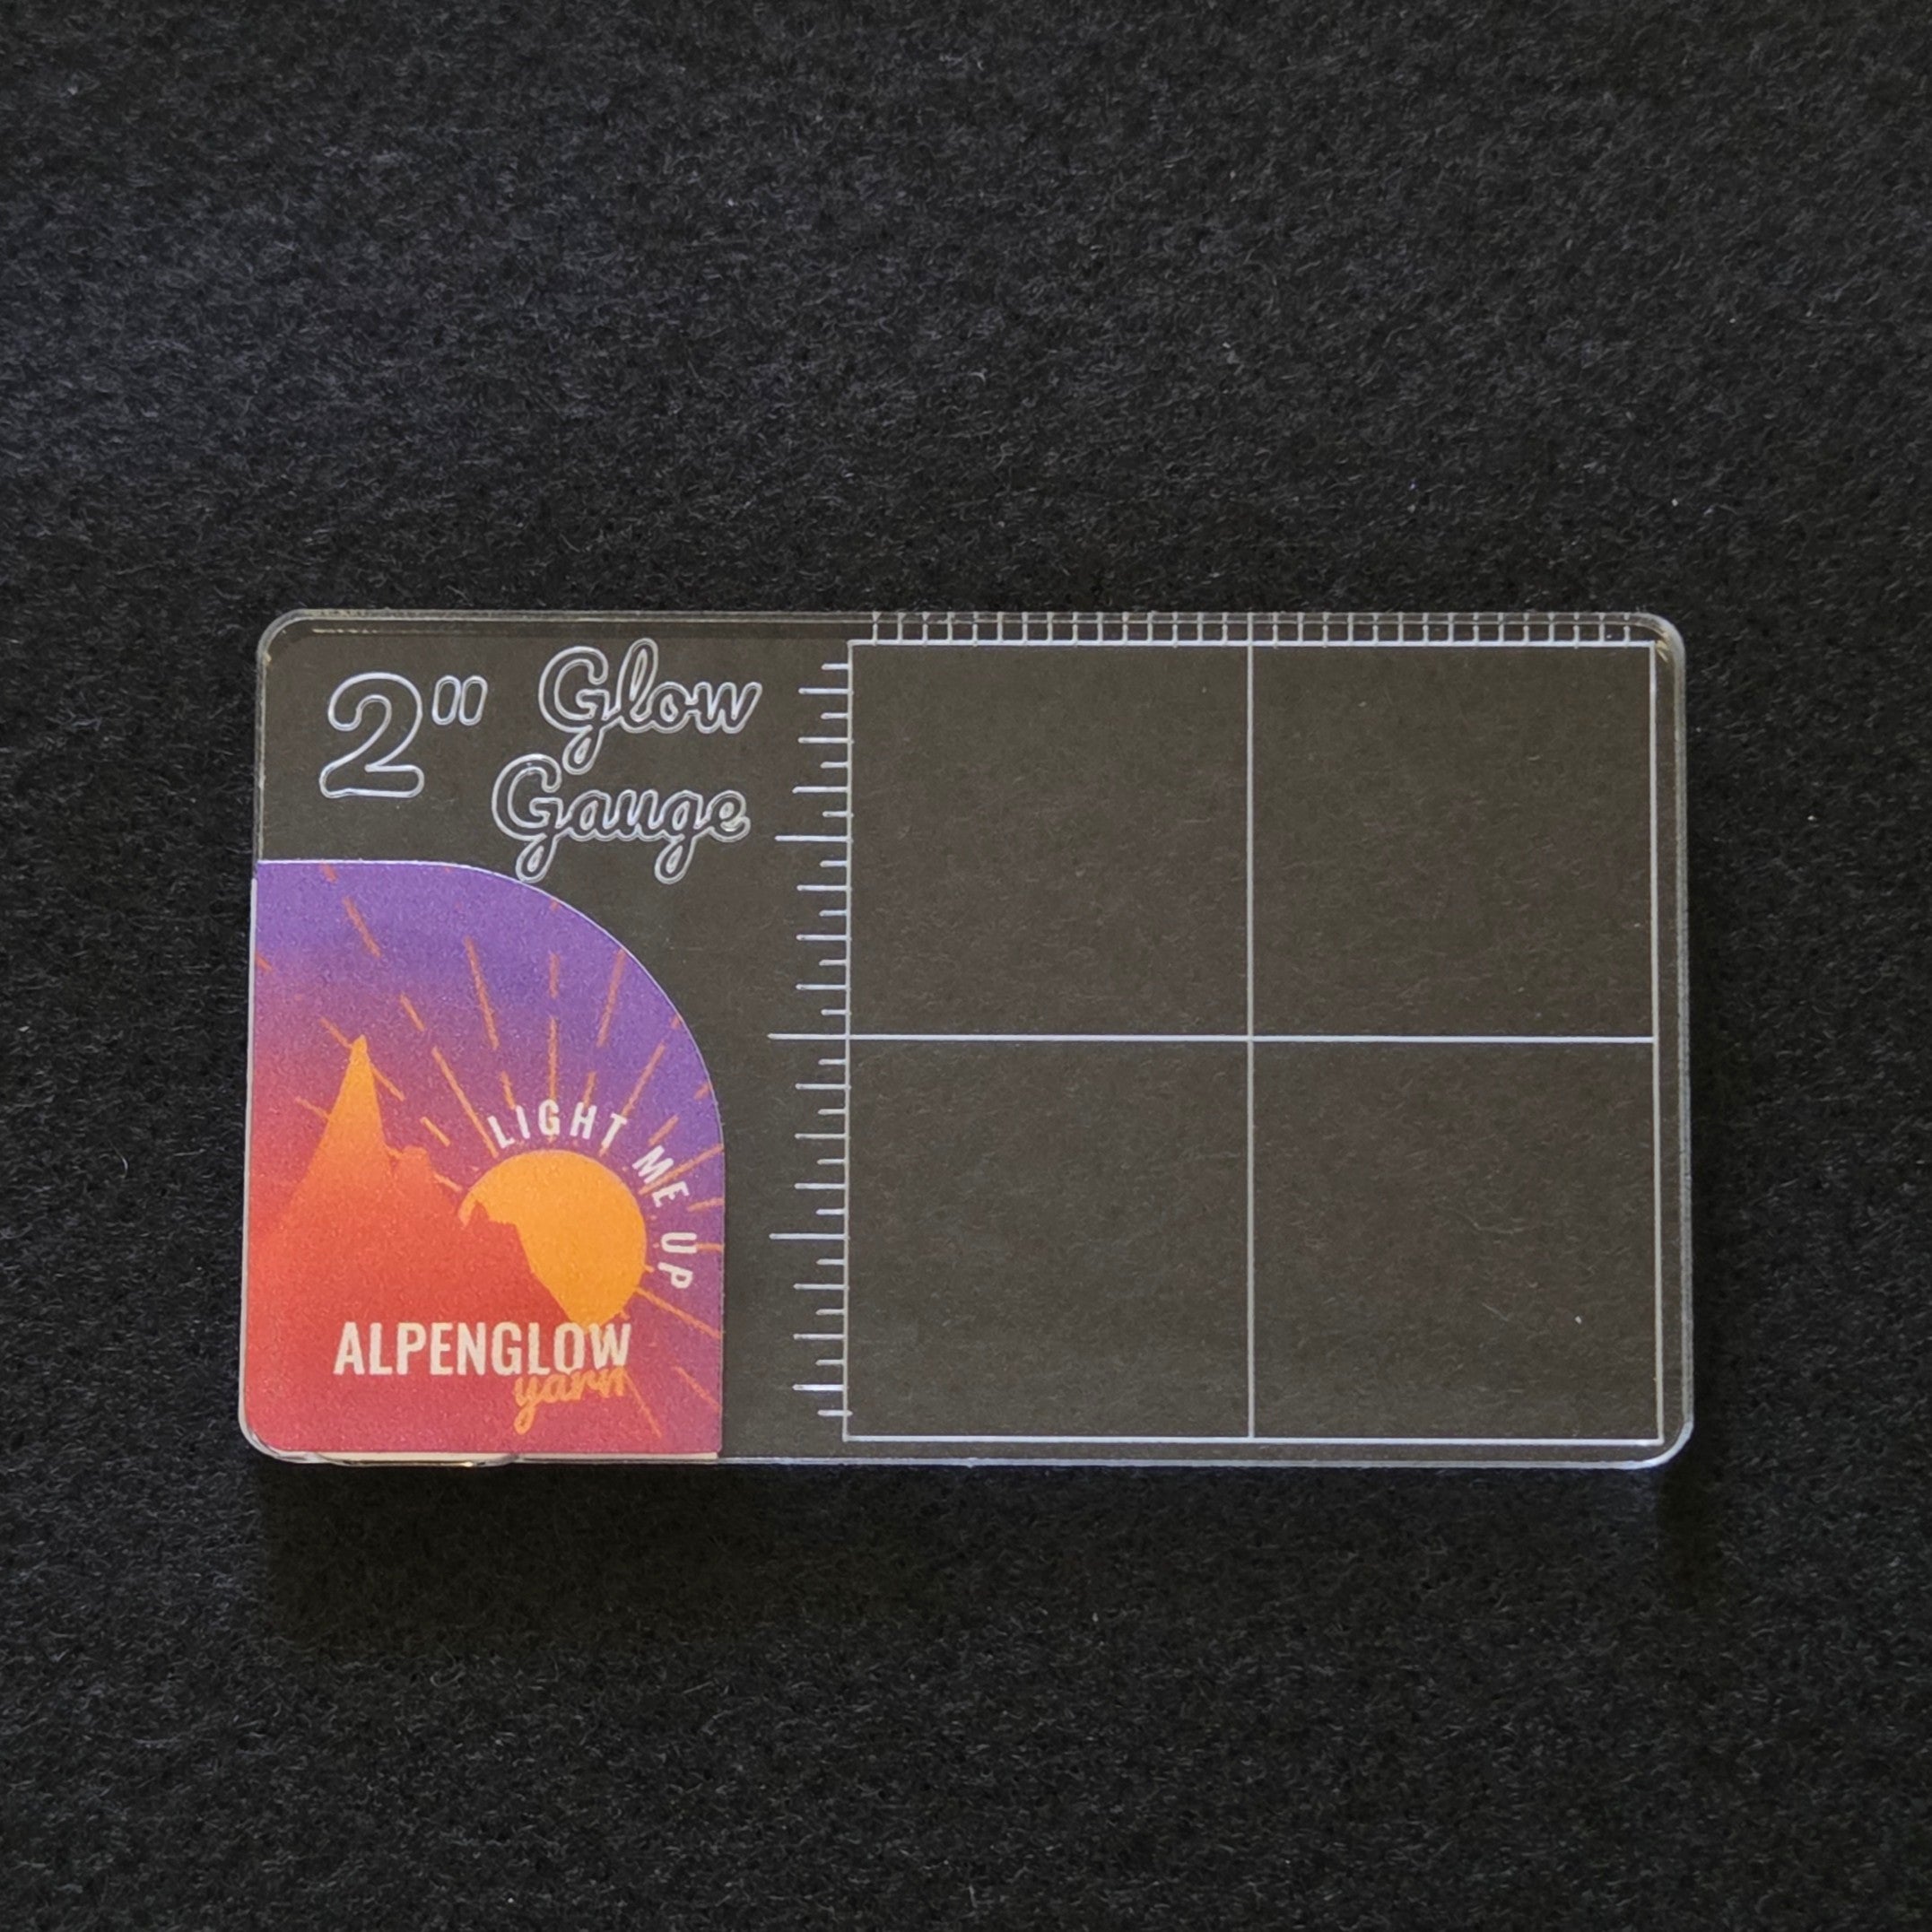 2" Glow
Gauge
LIGHT ME UP
ALPENGLOW
yarn